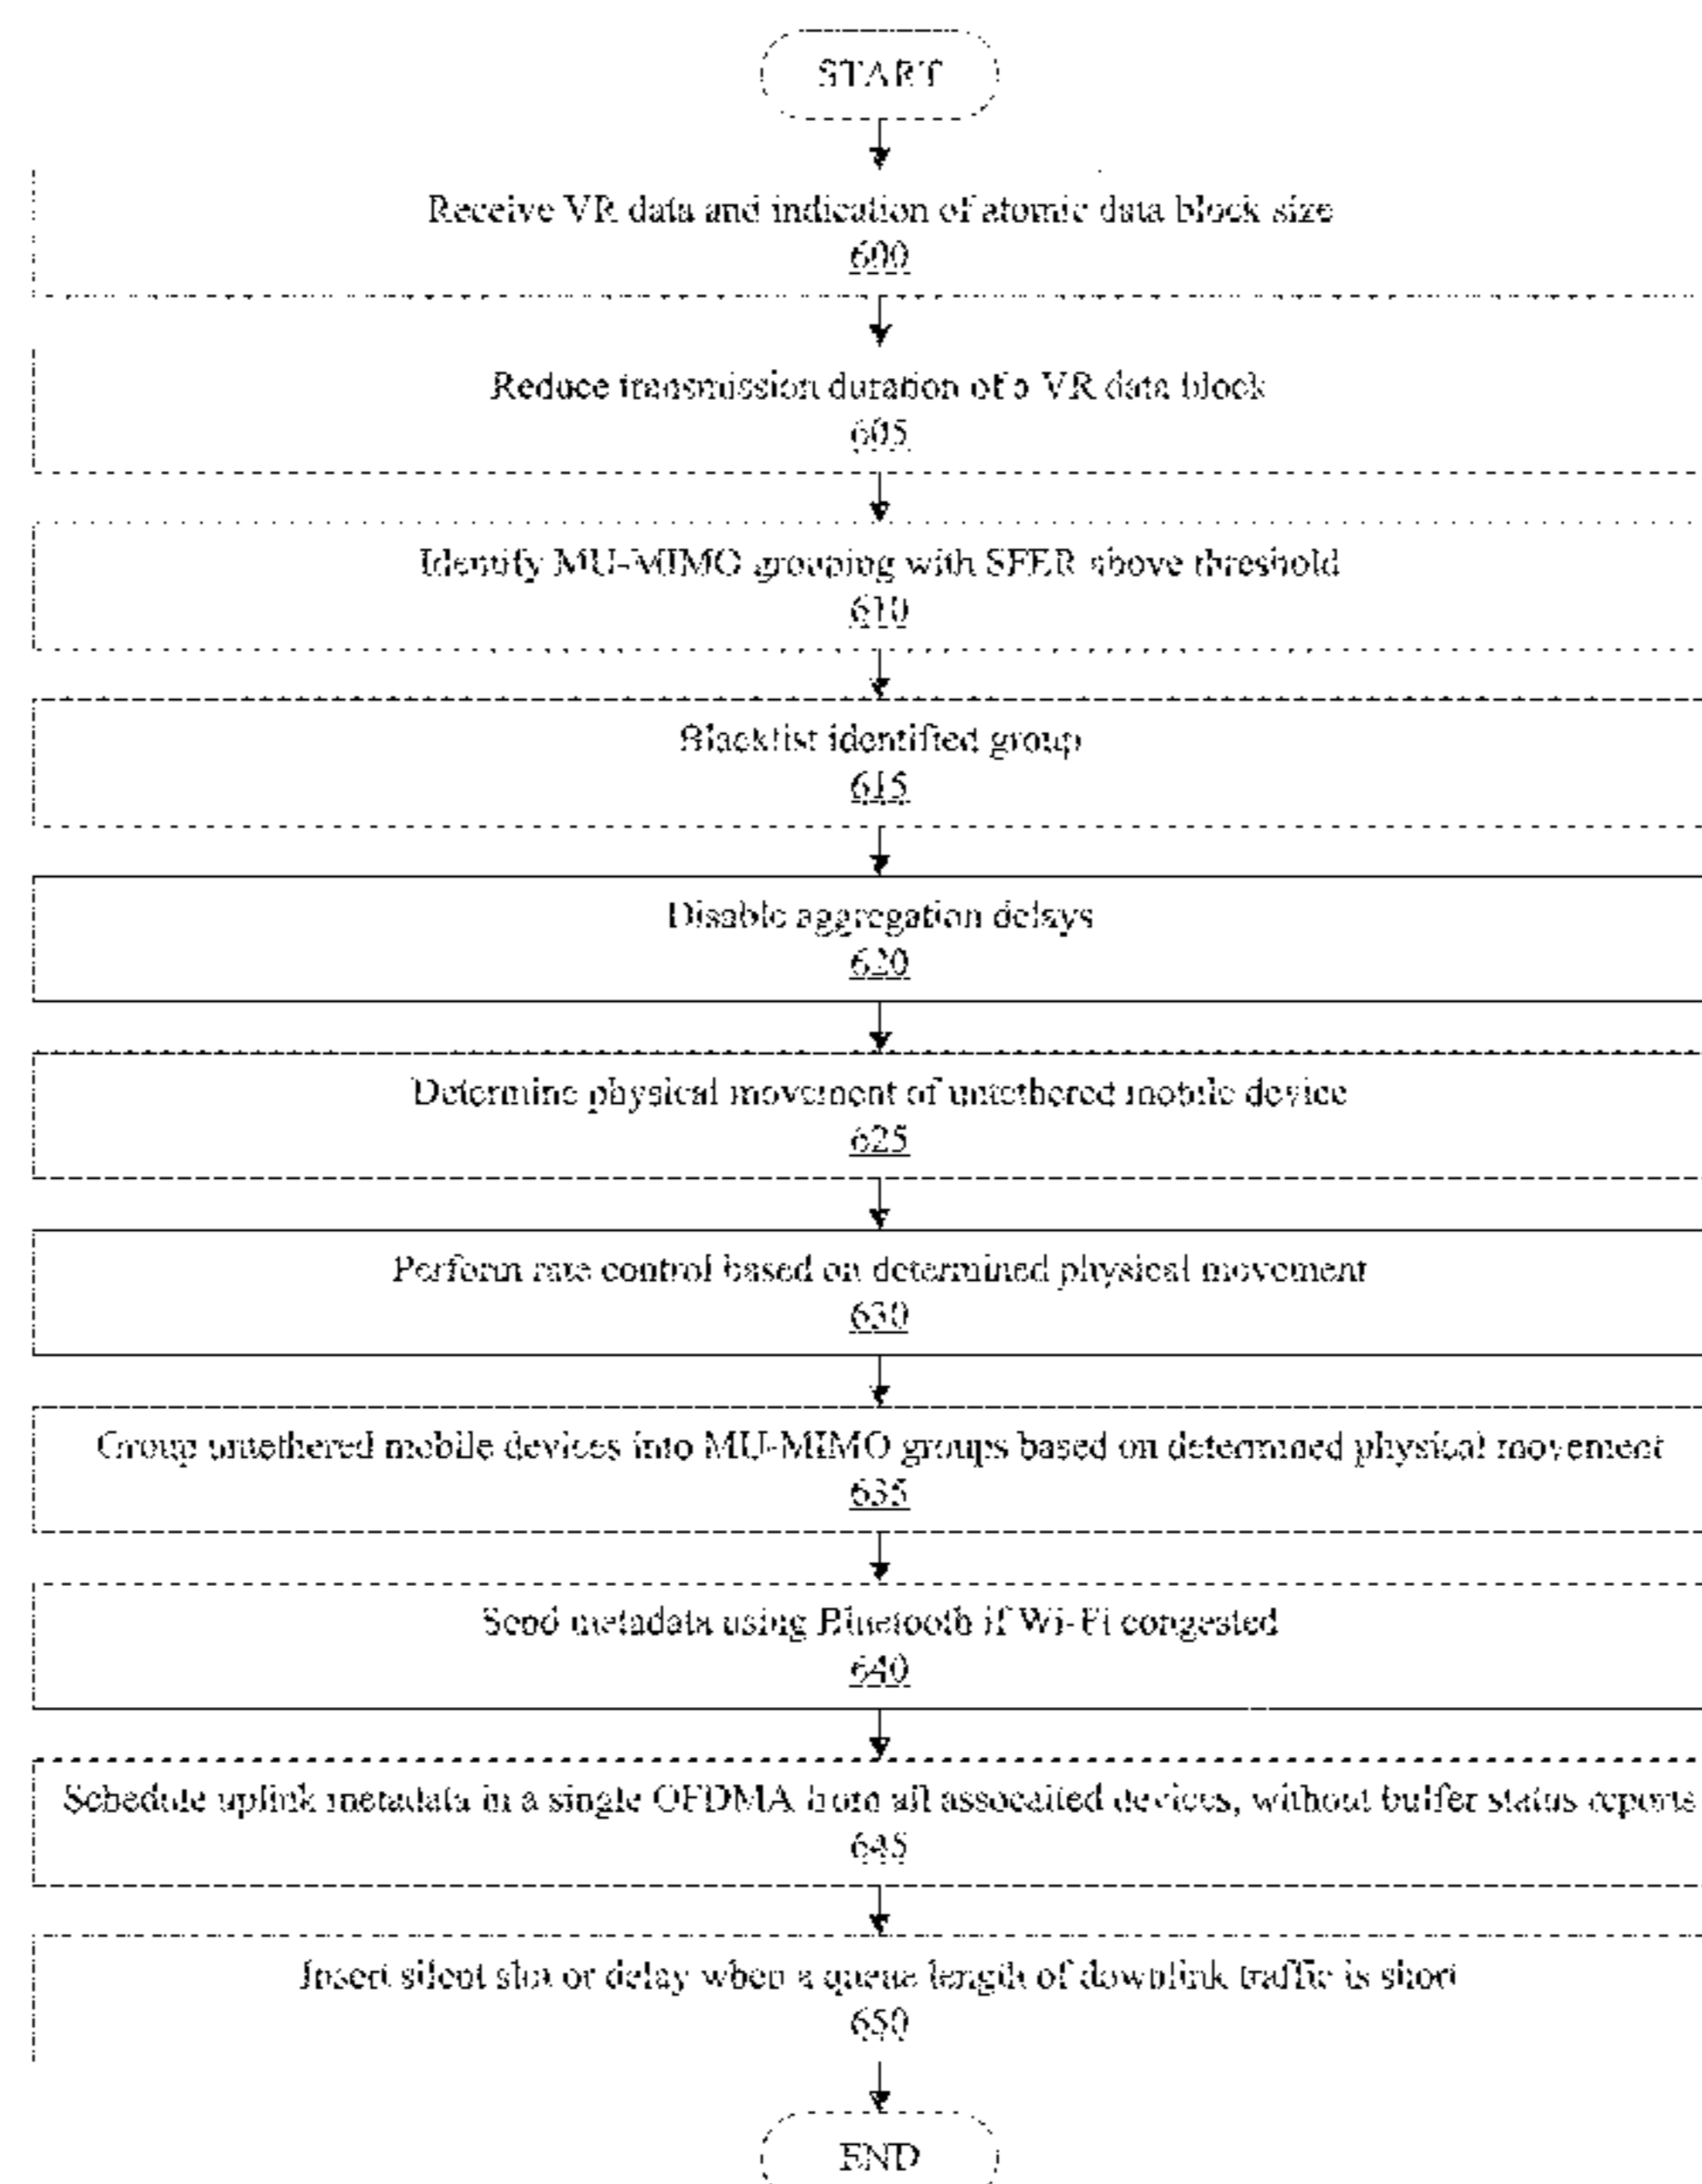 START
Receive VR data and indication of atomic data block size
600
Reduce transmission duration of a VR data block
605
Identify MU-MIMO grouping with SFER above threshold
610
Blacklist identified group
615
Disable aggregation delays
620
Determine physical movement of untethered mobile device
625
Perform rate control based on determined physical movement
630
Group untethered mobile devices into MU-MIMO groups based on determined physical movement
635
Send metadata using Bluetooth if Wi-Fi congested
640
Schedule uplink metadata in a single OFDMA from all assocaited devices, without buffer status reports
645
Insert silent slot or delay when a queue length of downlink traffic is short
650
END